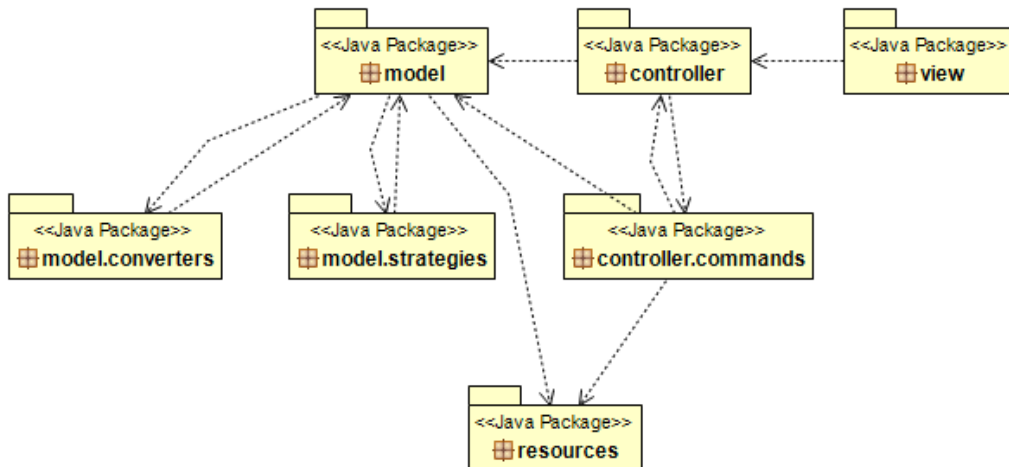 <<Java Package>>
model
<<Java Package>>
controller
<<Java Package>>
view
<<Java Package>>
model.converters
<<Java Package>>
model.strategies
<<Java Package>>
controller.commands
<<Java Package>>
resources